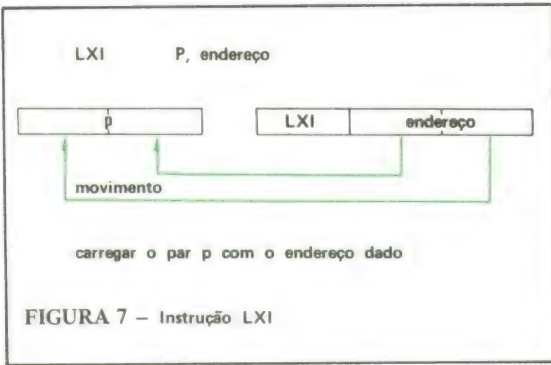 LXI P, endereço
p LXI endereço
movimento
carregar o par p com o endereço dado
FIGURA 7 – Instrução LXI